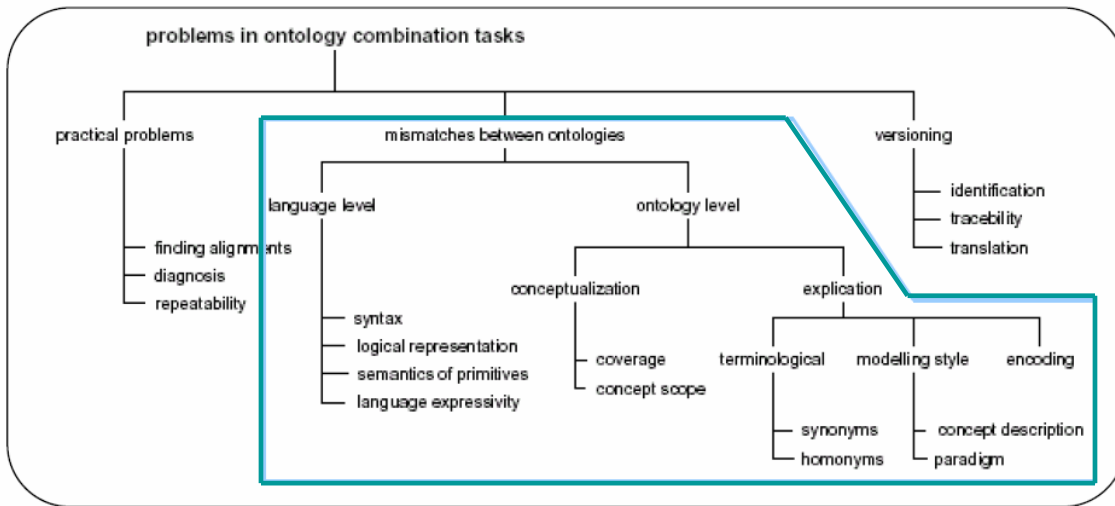 problems in ontology combination tasks
practical problems
mismatches between ontologies
versioning
language level
ontology level
identification
tracebility
translation
finding alignments
diagnosis
repeatability
conceptualization
explication
syntax
logical representation
semantics of primitives
language expressivity
coverage
concept scope
terminological
modelling style
encoding
synonyms
homonyms
concept description
paradigm